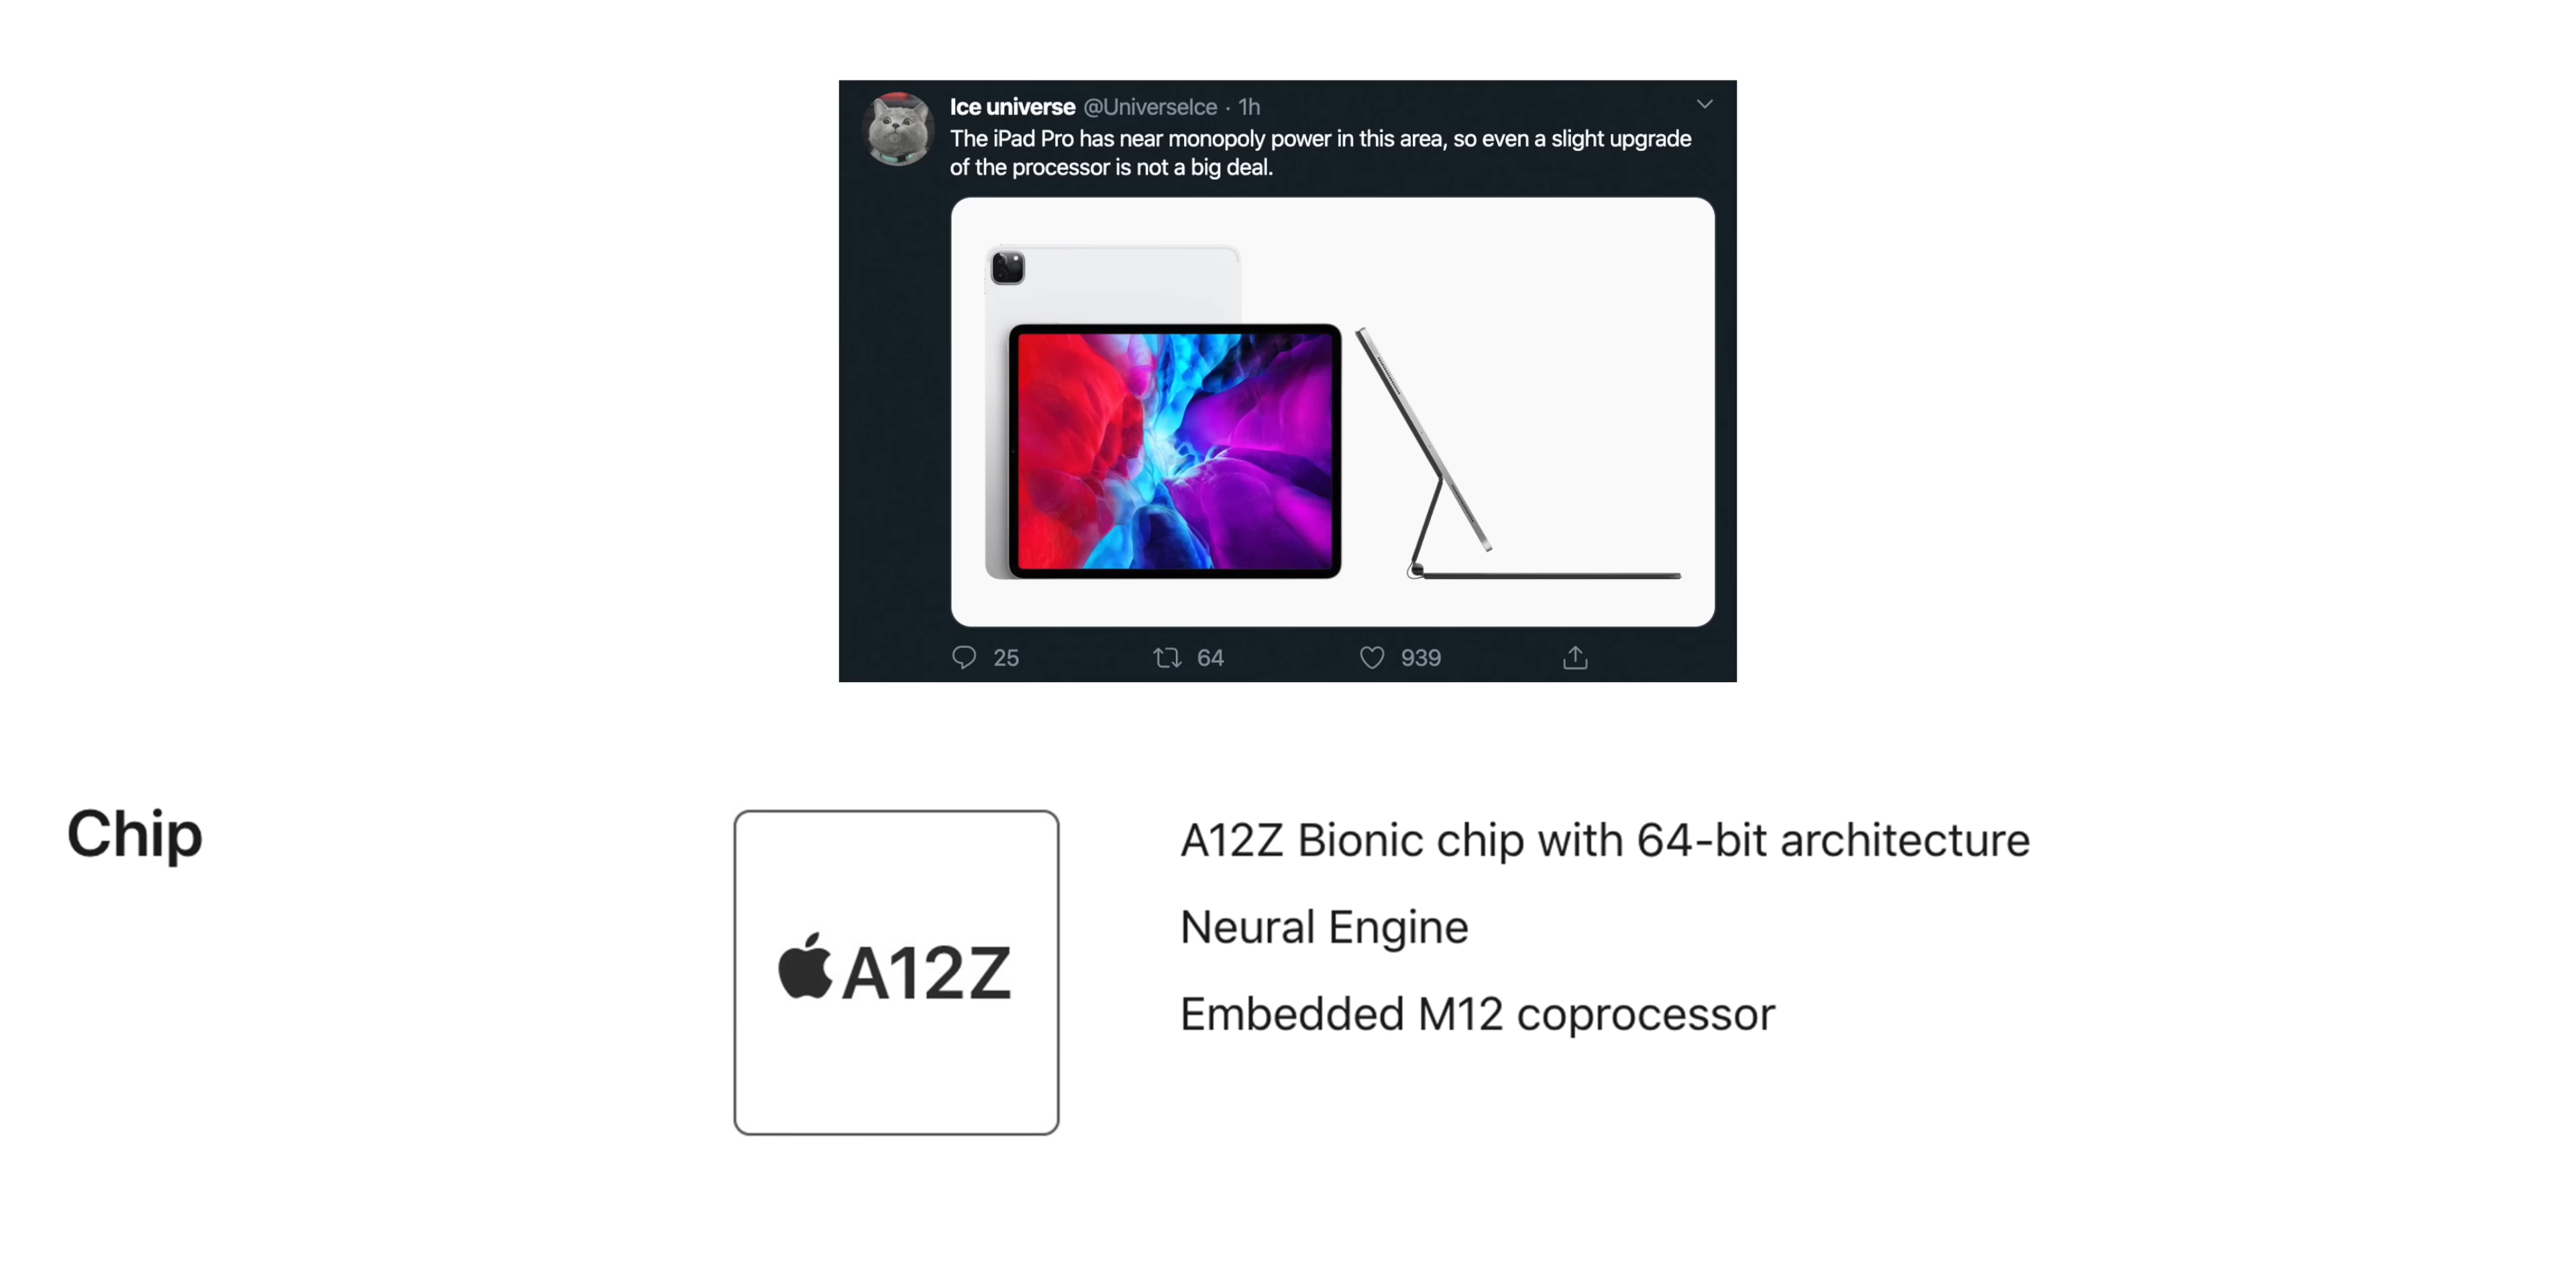 Ice universe @UniverseIce · 1h
The iPad Pro has near monopoly power in this area, so even a slight upgrade
of the processor is not a big deal.
25 64 939
Chip
A12Z
A12Z Bionic chip with 64-bit architecture
Neural Engine
Embedded M12 coprocessor